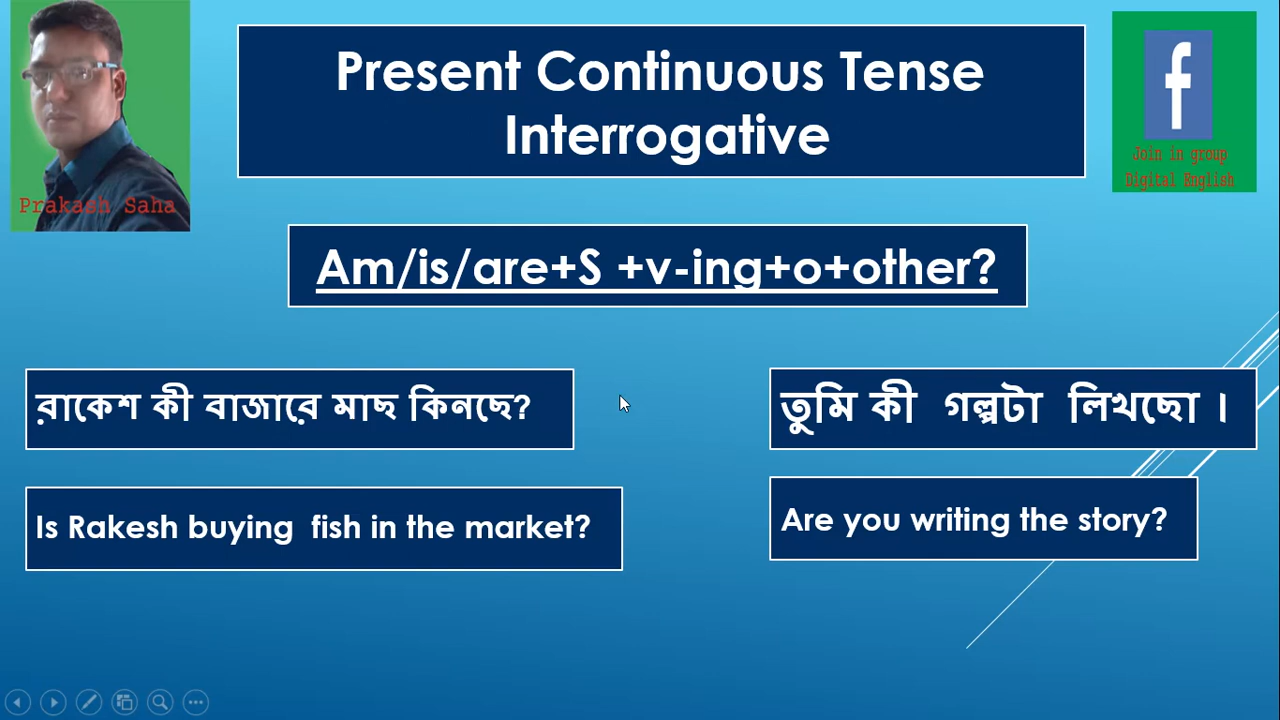 Prakash Saha
Present Continuous Tense
Interrogative
f
Join in group
Digital English
Am/is/are+S +v-ing+o+other?
রাকেশ কী বাজারে মাছ কিনছে?
তুমি কী গল্পটা লিখছো ।
Is Rakesh buying fish in the market?
Are you writing the story?